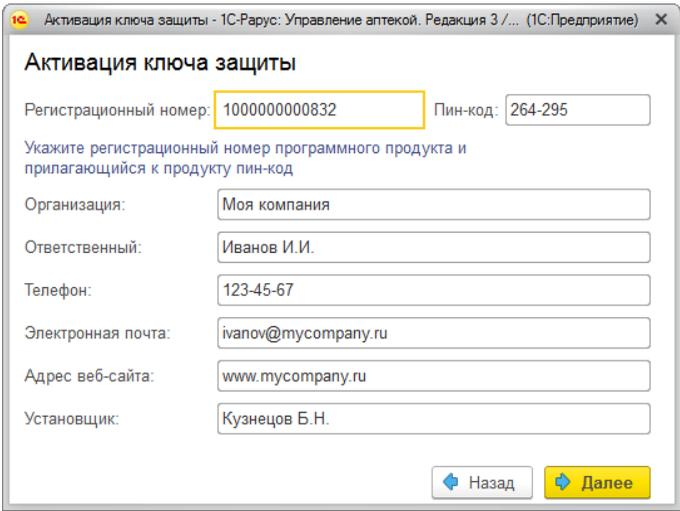 1С Активация ключа защиты - 1С-Рарус: Управление аптекой. Редакция 3 /... (1С:Предприятие)
Активация ключа защиты
Регистрационный номер: 1000000000832 Пин-код: 264-295
Укажите регистрационный номер программного продукта и
прилагающийся к продукту пин-код
Организация: Моя компания
Ответственный: Иванов И.И.
Телефон: 123-45-67
Электронная почта: ivanov@mycompany.ru
Адрес веб-сайта: www.mycompany.ru
Установщик: Кузнецов Б.Н.
Назад Далее